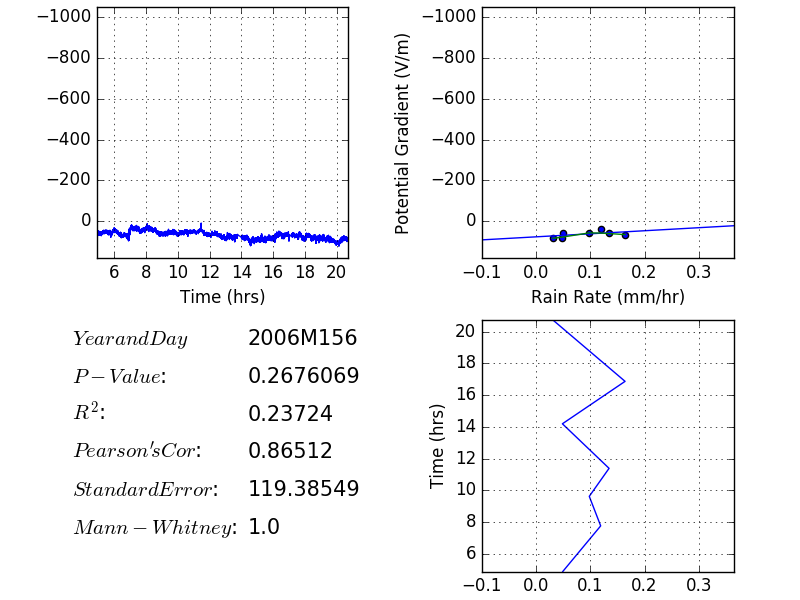 −1000
−800
−600
−400
−200
0
6 8 10 12 14 16 18 20
Time (hrs)
Potential Gradient (V/m)
−1000
−800
−600
−400
−200
0
−0.1 0.0 0.1 0.2 0.3
Rain Rate (mm/hr)
YearandDay 2006M156
P−Value: 0.2676069
R²: 0.23724
Pearson'sCor: 0.86512
StandardError: 119.38549
Mann−Whitney: 1.0
Time (hrs)
20
18
16
14
12
10
8
6
−0.1 0.0 0.1 0.2 0.3